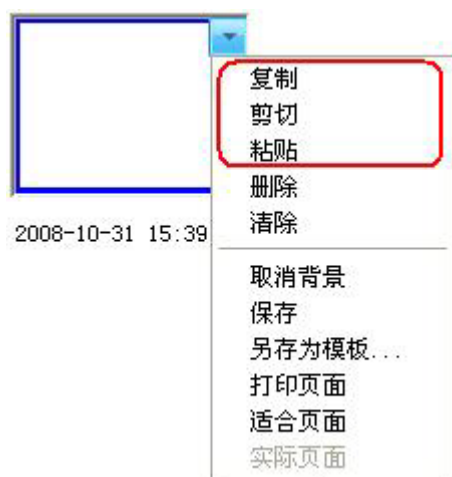 复制
剪切
粘贴
删除
清除
2008-10-31 15:39
取消背景
保存
另存为模板...
打印页面
适合页面
实际页面